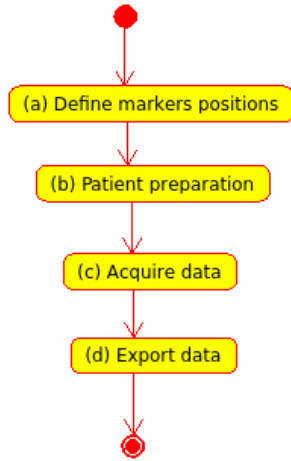 (a) Define markers positions
(b) Patient preparation
(c) Acquire data
(d) Export data